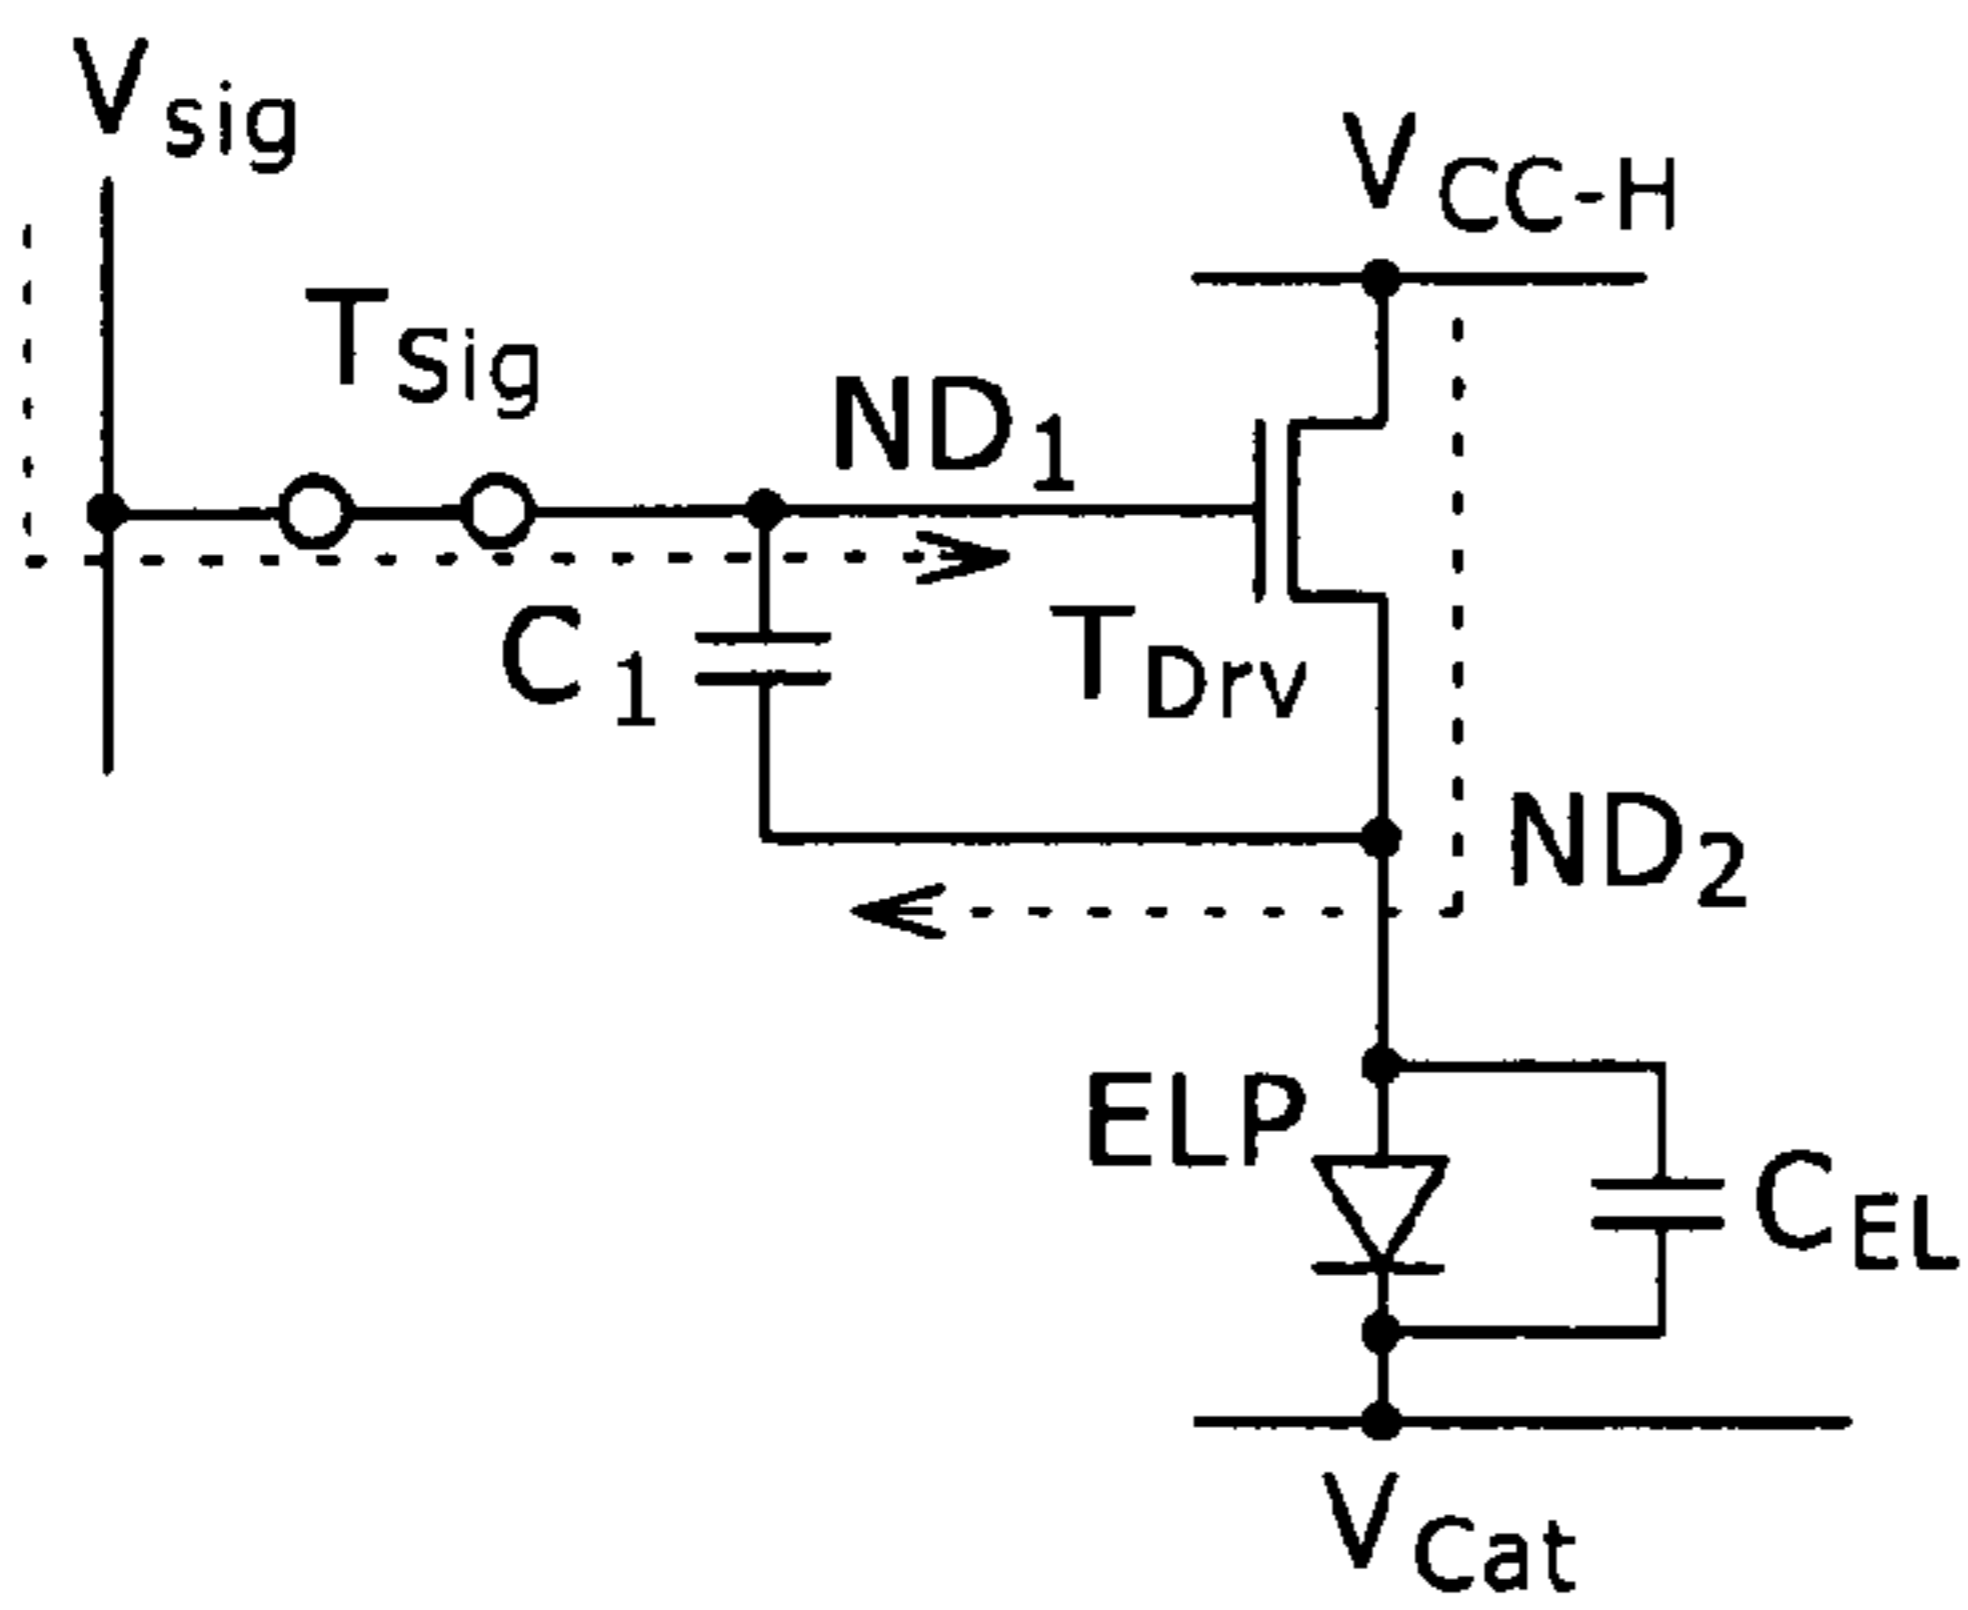 Vsig
VCC-H
TSig
ND1
C1
TDrv
ND2
ELP
CEL
VCat